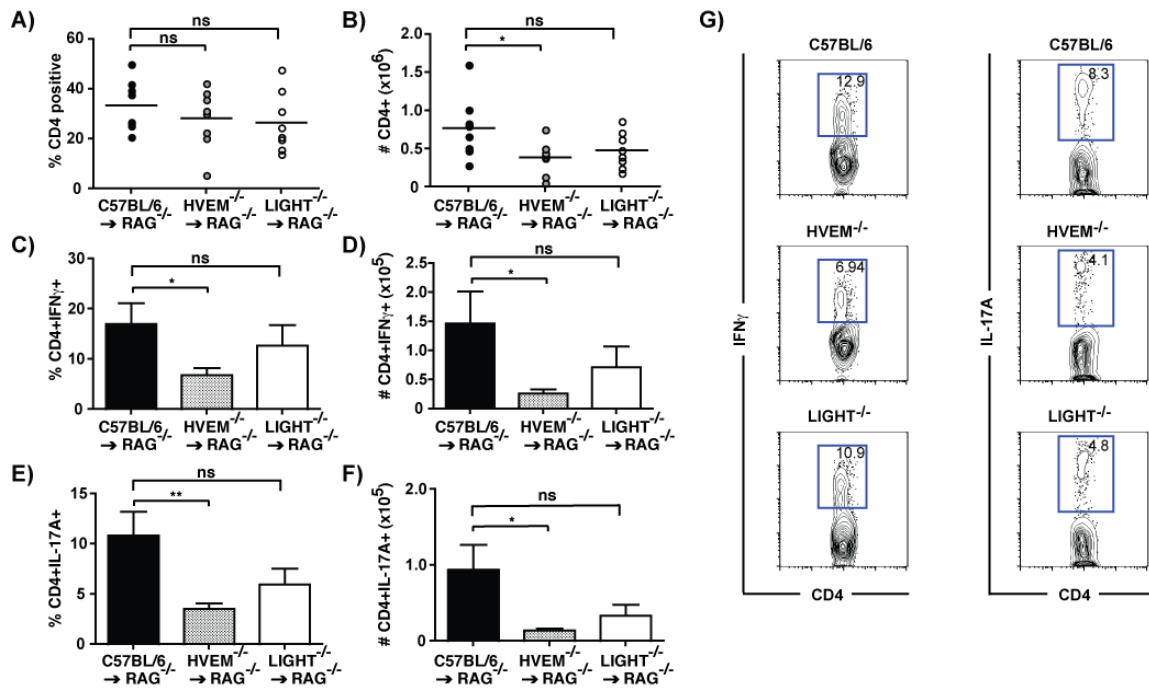 A)
ns
ns
% CD4 positive
60
40
20
0
C57BL/6 HVEM-/- LIGHT-/-
→ RAG-/- → RAG-/- → RAG-/-
B)
ns
*
# CD4+ (x10⁶)
2.0
1.5
1.0
0.5
0
C57BL/6 HVEM-/- LIGHT-/-
→ RAG-/- → RAG-/- → RAG-/-
C)
ns
*
% CD4+IFNγ+
30
20
10
0
C57BL/6 HVEM-/- LIGHT-/-
→ RAG-/- → RAG-/- → RAG-/-
D)
ns
*
# CD4+IFNγ+ (x10⁵)
2.5
2.0
1.5
1.0
0.5
0
C57BL/6 HVEM-/- LIGHT-/-
→ RAG-/- → RAG-/- → RAG-/-
E)
ns
**
% CD4+IL-17A+
15
10
5
0
C57BL/6 HVEM-/- LIGHT-/-
→ RAG-/- → RAG-/- → RAG-/-
F)
ns
*
# CD4+IL-17A+ (x10⁵)
2.0
1.0
0
C57BL/6 HVEM-/- LIGHT-/-
→ RAG-/- → RAG-/- → RAG-/-
G)
C57BL/6
12.9
HVEM-/-
6.94
LIGHT-/-
10.9
IFNγ
CD4
C57BL/6
8.3
HVEM-/-
4.1
LIGHT-/-
4.8
IL-17A
CD4